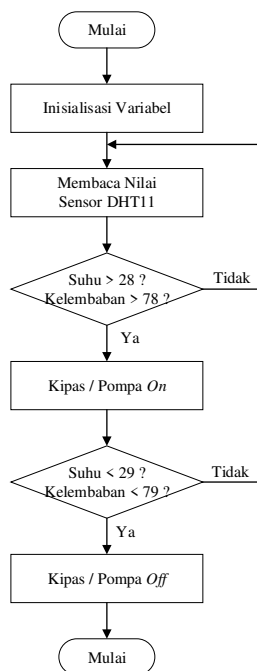 Mulai
Inisialisasi Variabel
Membaca Nilai
Sensor DHT11
Suhu > 28 ?
Kelembaban > 78 ?
Tidak
Ya
Kipas / Pompa On
Suhu < 29 ?
Kelembaban < 79 ?
Tidak
Ya
Kipas / Pompa Off
Mulai